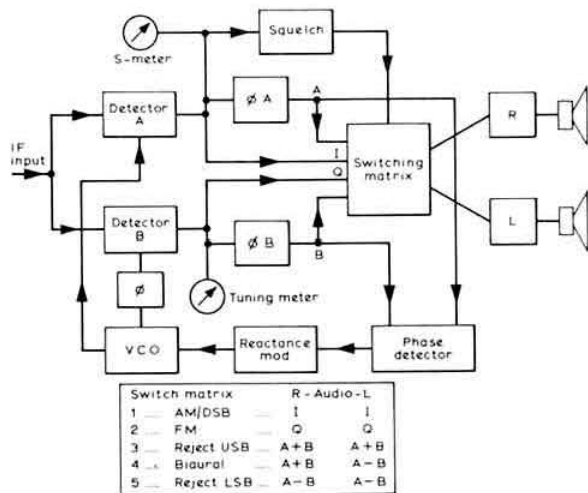 S-meter
Squelch
Detector
A
φ A
A
R
IF
input
I
Q
Switching
matrix
Detector
B
φ B
B
L
φ
Tuning meter
VCO
Reactance
mod
Phase
detector
Switch matrix R-Audio-L
1 .... AM/DSB .... I I
2 .... FM .... Q Q
3 .... Reject USB .... A+B A+B
4 .. Biaural .... A+B A-B
5 .... Reject LSB .... A-B A-B